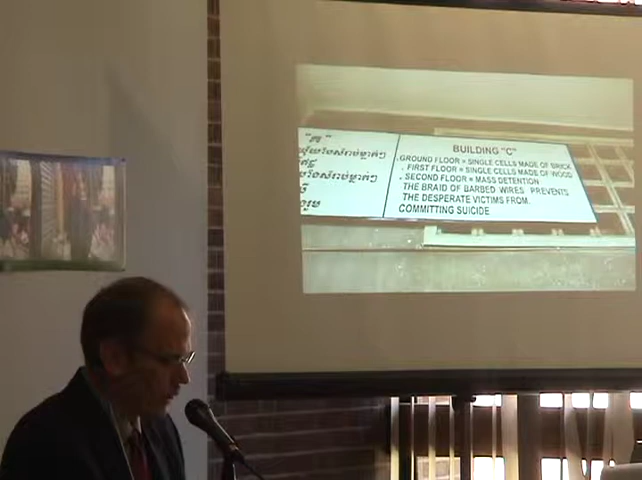 BUILDING "C"
.GROUND FLOOR = SINGLE CELLS MADE OF BRICK
. FIRST FLOOR = SINGLE CELLS MADE OF WOOD
. SECOND FLOOR = MASS DETENTION
THE BRAID OF BARBED WIRES PREVENTS
THE DESPERATE VICTIMS FROM
COMMITTING SUICIDE